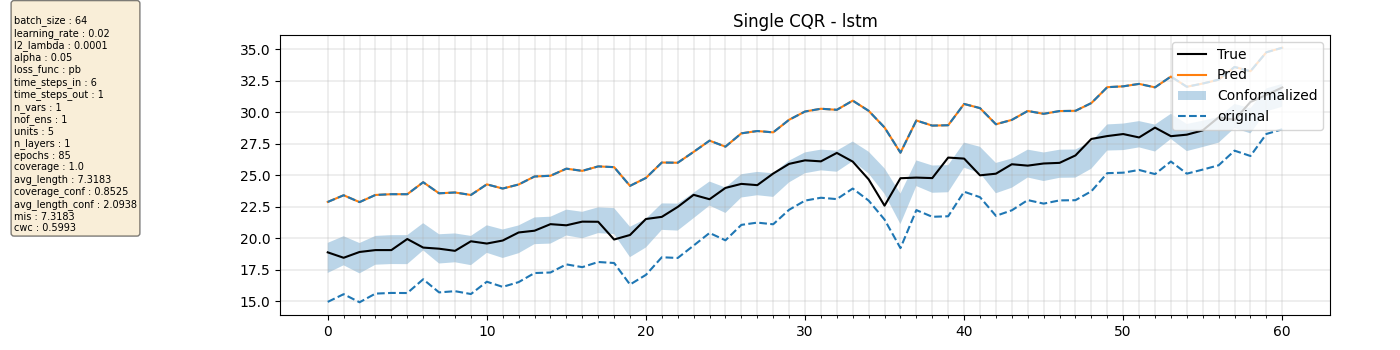 batch_size : 64
learning_rate : 0.02
l2_lambda : 0.0001
alpha : 0.05
loss_func : pb
time_steps_in : 6
time_steps_out : 1
n_vars : 1
nof_ens : 1
units : 5
n_layers : 1
epochs : 85
coverage : 1.0
avg_length : 7.3183
coverage_conf : 0.8525
avg_length_conf : 2.0938
mis : 7.3183
cwc : 0.5993
Single CQR - lstm
35.0
32.5
30.0
27.5
25.0
22.5
20.0
17.5
15.0
0 10 20 30 40 50 60
True
Pred
Conformalized
original